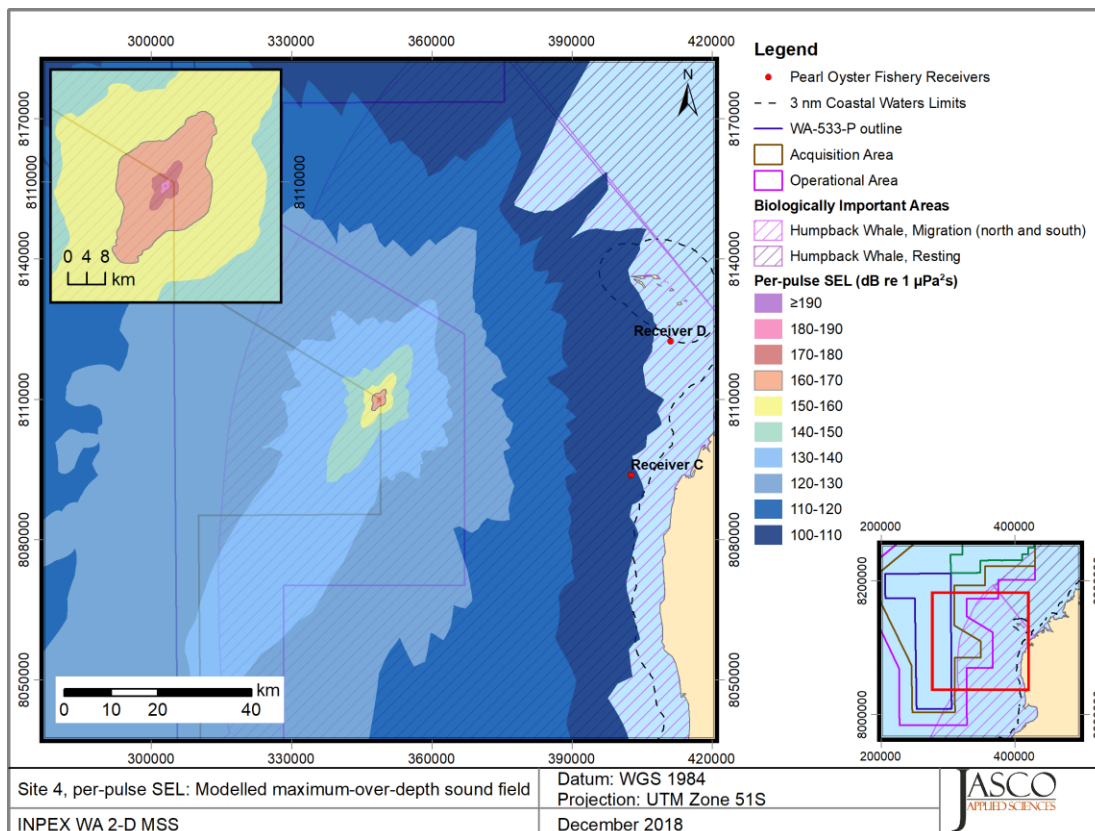 300000 330000 360000 390000 420000
8170000
8140000
8110000
8080000
8050000
8110000
0 4 8
km
N
Receiver D
Receiver C
km
0 10 20 40
8170000
8140000
8110000
8080000
8050000
300000 330000 360000 390000 420000
Legend
Pearl Oyster Fishery Receivers
3 nm Coastal Waters Limits
WA-533-P outline
Acquisition Area
Operational Area
Biologically Important Areas
Humpback Whale, Migration (north and south)
Humpback Whale, Resting
Per-pulse SEL (dB re 1 µPa²s)
≥190
180-190
170-180
160-170
150-160
140-150
130-140
120-130
110-120
100-110
200000 400000
8200000
8000000
200000 400000
Site 4, per-pulse SEL: Modelled maximum-over-depth sound field
INPEX WA 2-D MSS
Datum: WGS 1984
Projection: UTM Zone 51S
December 2018
JASCO
APPLIED SCIENCES